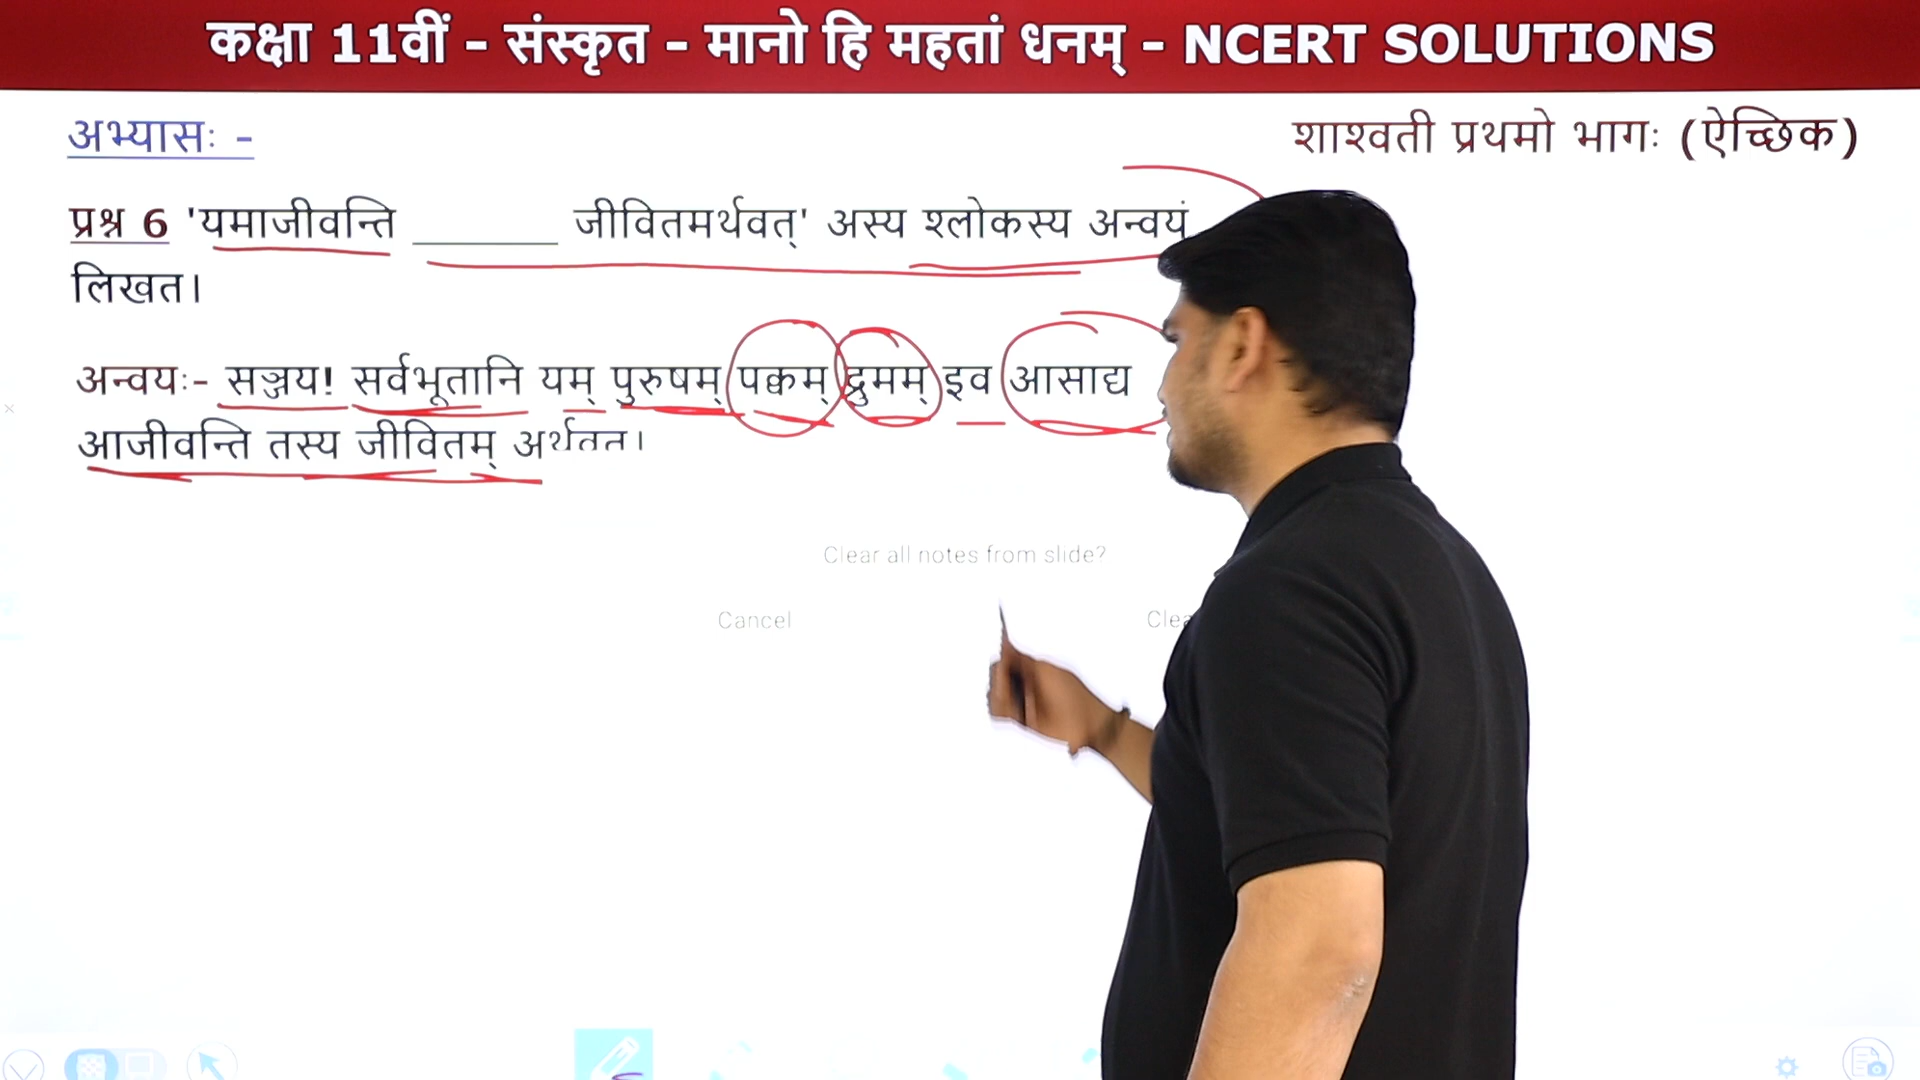 कक्षा 11वीं - संस्कृत - मानो हि महतां धनम् - NCERT SOLUTIONS
अभ्यासः -
शाश्वती प्रथमो भागः (ऐच्छिक)
प्रश्न 6 'यमाजीवन्ति ______ जीवितमर्थवत्' अस्य श्लोकस्य अन्वयं
लिखत।
अन्वयः- सञ्जय! सर्वभूतानि यम् पुरुषम् पक्वम् द्रुमम् इव आसाद्य
आजीवन्ति तस्य जीवितम्
Clear all notes from slide?
Cancel